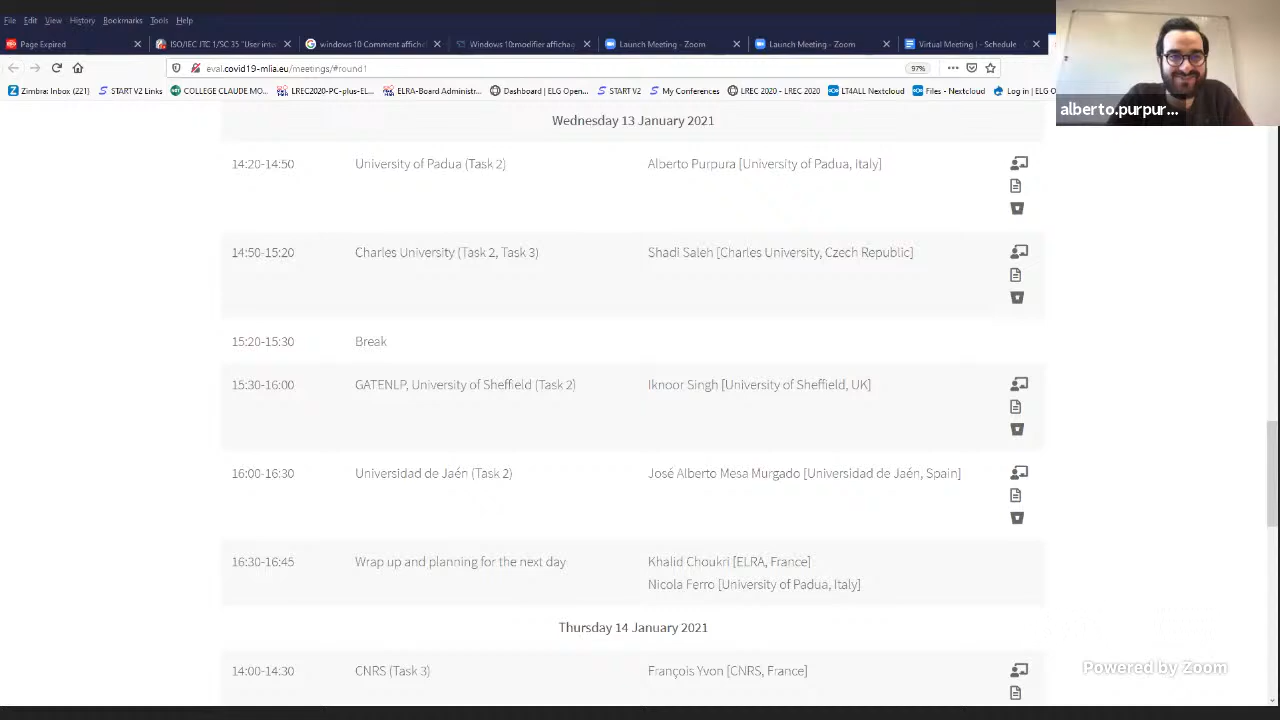 File Edit View History Bookmarks Tools Help
Page Expired
ISO/IEC JTC 1/SC 35 "User inte
windows 10 Comment affiche
Windows 10:modifier affichag
Launch Meeting - Zoom
Launch Meeting - Zoom
Virtual Meeting I - Schedule
eval.covid19-mlia.eu/meetings/#round1
97%
Zimbra: Inbox (221) START V2 Links COLLEGE CLAUDE MO... LREC2020-PC-plus-EL... ELRA-Board-Administr... Dashboard | ELG Open... START V2 My Conferences LREC 2020 - LREC 2020 LT4ALL Nextcloud Files - Nextcloud Log in | ELG O
alberto.purpur...
Wednesday 13 January 2021
14:20-14:50 University of Padua (Task 2) Alberto Purpura [University of Padua, Italy]
14:50-15:20 Charles University (Task 2, Task 3) Shadi Saleh [Charles University, Czech Republic]
15:20-15:30 Break
15:30-16:00 GATENLP, University of Sheffield (Task 2) Iknoor Singh [University of Sheffield, UK]
16:00-16:30 Universidad de Jaén (Task 2) José Alberto Mesa Murgado [Universidad de Jaén, Spain]
16:30-16:45 Wrap up and planning for the next day Khalid Choukri [ELRA, France]
Nicola Ferro [University of Padua, Italy]
Thursday 14 January 2021
14:00-14:30 CNRS (Task 3) François Yvon [CNRS, France]
Powered by Zoom